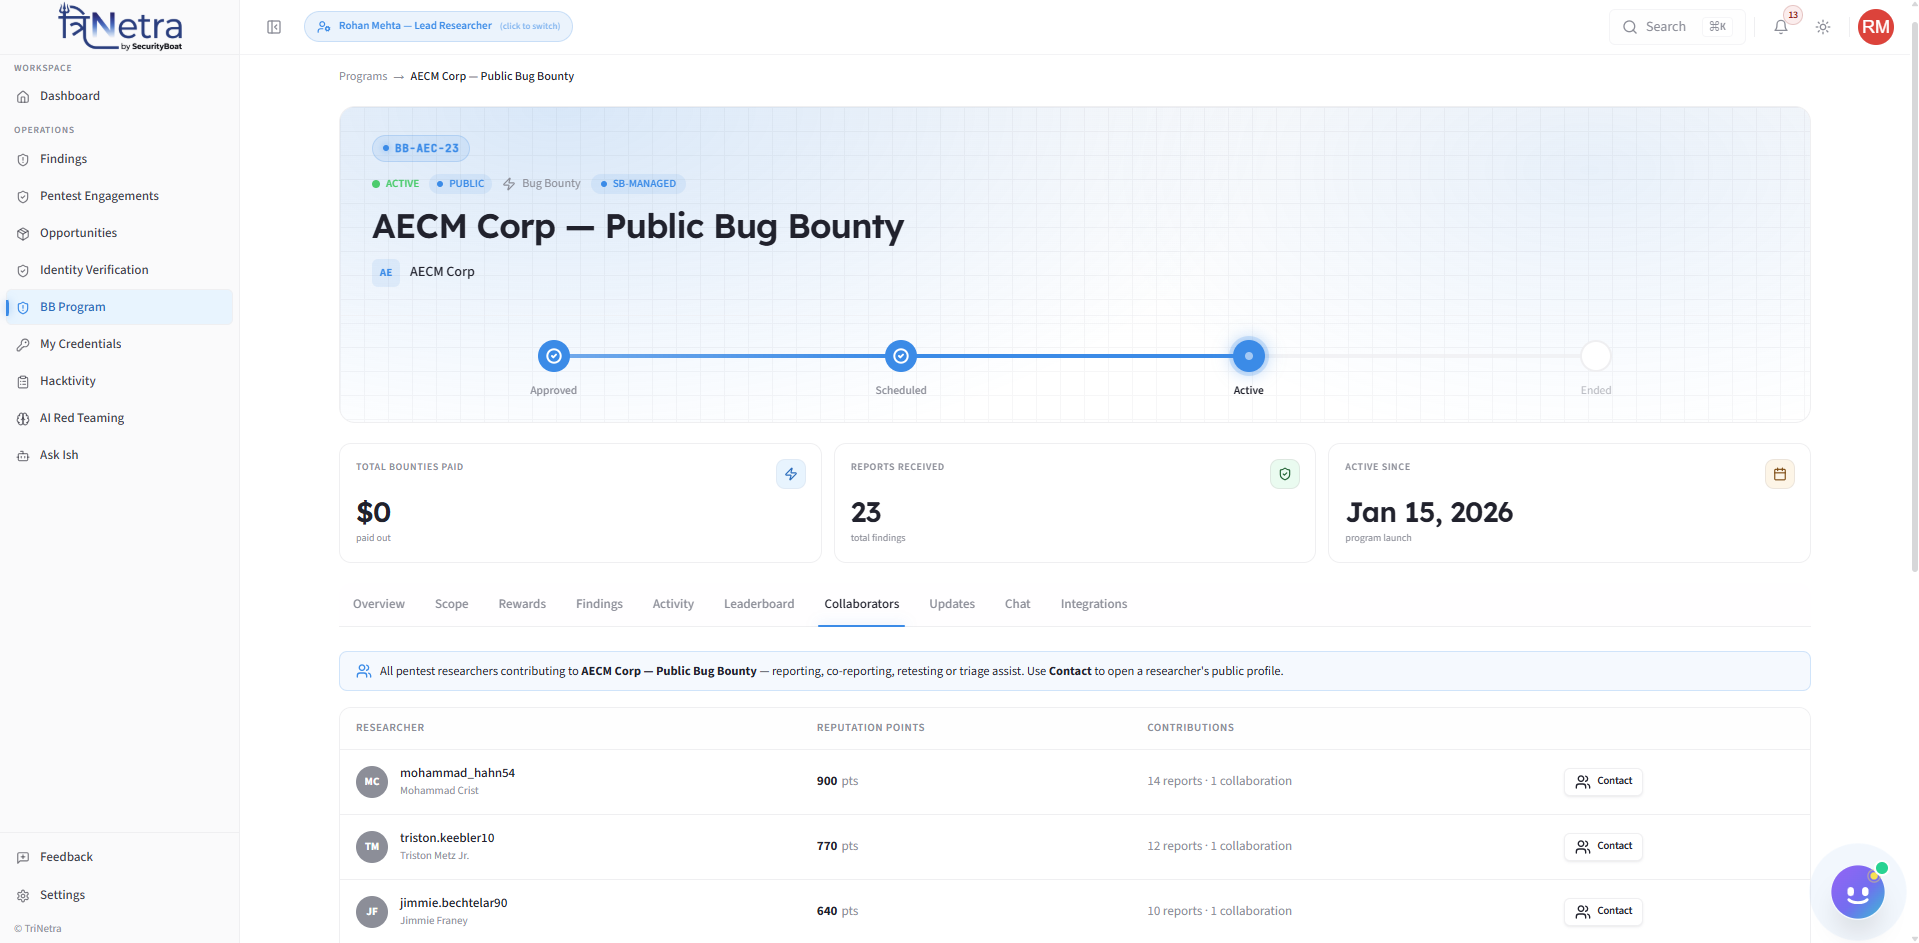 त्रिNetra
by SecurityBoat
Rohan Mehta — Lead Researcher (click to switch)
Search ⌘K
13
RM
WORKSPACE
Dashboard
OPERATIONS
Findings
Pentest Engagements
Opportunities
Identity Verification
BB Program
My Credentials
Hacktivity
AI Red Teaming
Ask Ish
Feedback
Settings
© TriNetra
Programs → AECM Corp — Public Bug Bounty
BB-AEC-23
ACTIVE PUBLIC Bug Bounty SB-MANAGED
AECM Corp — Public Bug Bounty
AE AECM Corp
Approved Scheduled Active Ended
TOTAL BOUNTIES PAID
$0
paid out
REPORTS RECEIVED
23
total findings
ACTIVE SINCE
Jan 15, 2026
program launch
Overview Scope Rewards Findings Activity Leaderboard Collaborators Updates Chat Integrations
All pentest researchers contributing to AECM Corp — Public Bug Bounty — reporting, co-reporting, retesting or triage assist. Use Contact to open a researcher's public profile.
RESEARCHER REPUTATION POINTS CONTRIBUTIONS
MC mohammad_hahn54 900 pts 14 reports · 1 collaboration Contact
Mohammad Crist
TM triston.keebler10 770 pts 12 reports · 1 collaboration Contact
Triston Metz Jr.
JF jimmie.bechtelar90 640 pts 10 reports · 1 collaboration Contact
Jimmie Franey